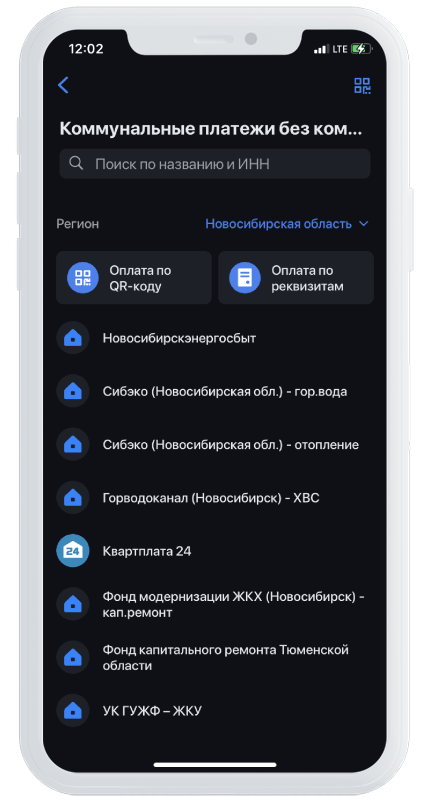 12:02
LTE
Коммунальные платежи без ком...
Поиск по названию и ИНН
Регион
Новосибирская область
Оплата по
QR-коду
Оплата по
реквизитам
Новосибирскэнергосбыт
Сибэко (Новосибирская обл.) - гор.вода
Сибэко (Новосибирская обл.) - отопление
Горводоканал (Новосибирск) - ХВС
24
Квартплата 24
Фонд модернизации ЖКХ (Новосибирск) -
кап.ремонт
Фонд капитального ремонта Тюменской
области
УК ГУЖФ – ЖКУ